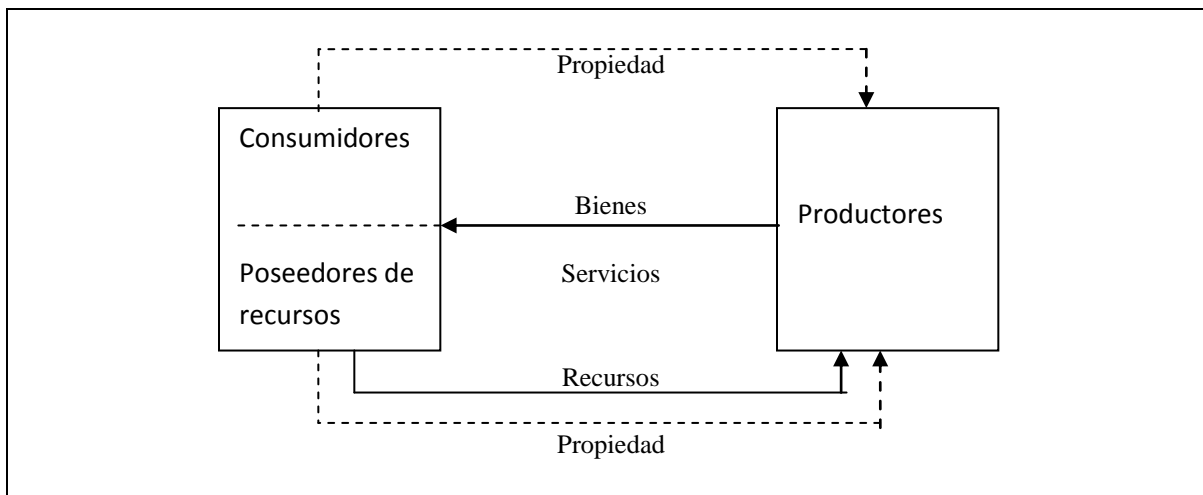 Propiedad
Consumidores
Bienes
Productores
Servicios
Poseedores de
recursos
Recursos
Propiedad